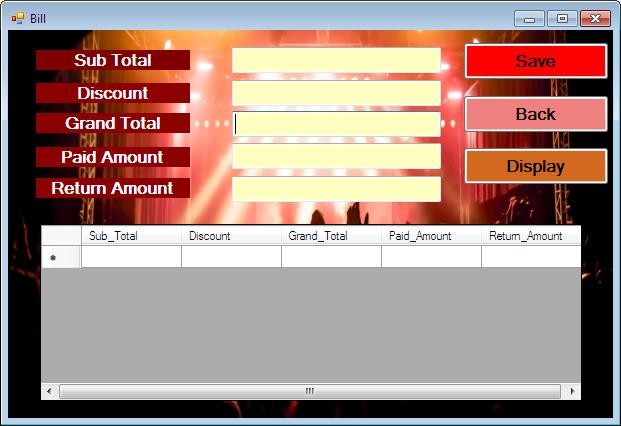 Bill
Sub Total
Save
Discount
Grand Total
Back
Paid Amount
Display
Return Amount
Sub_Total Discount Grand_Total Paid_Amount Return_Amount